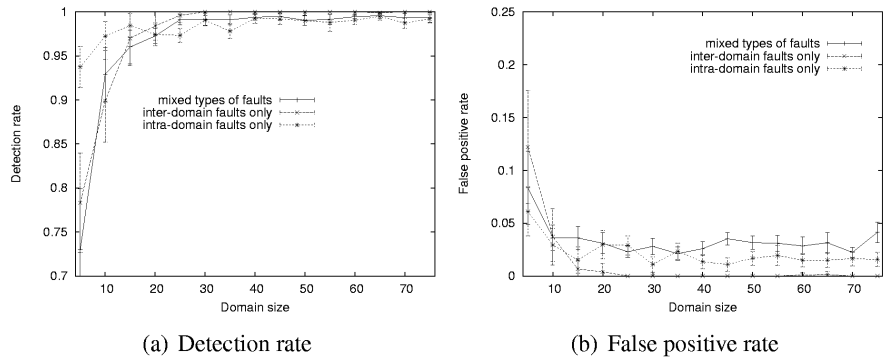 1
0.95
0.9
0.85
0.8
0.75
0.7
Detection rate
mixed types of faults
inter-domain faults only
intra-domain faults only
10 20 30 40 50 60 70
Domain size
(a) Detection rate
0.25
0.2
0.15
0.1
0.05
0
False positive rate
mixed types of faults
inter-domain faults only
intra-domain faults only
10 20 30 40 50 60 70
Domain size
(b) False positive rate